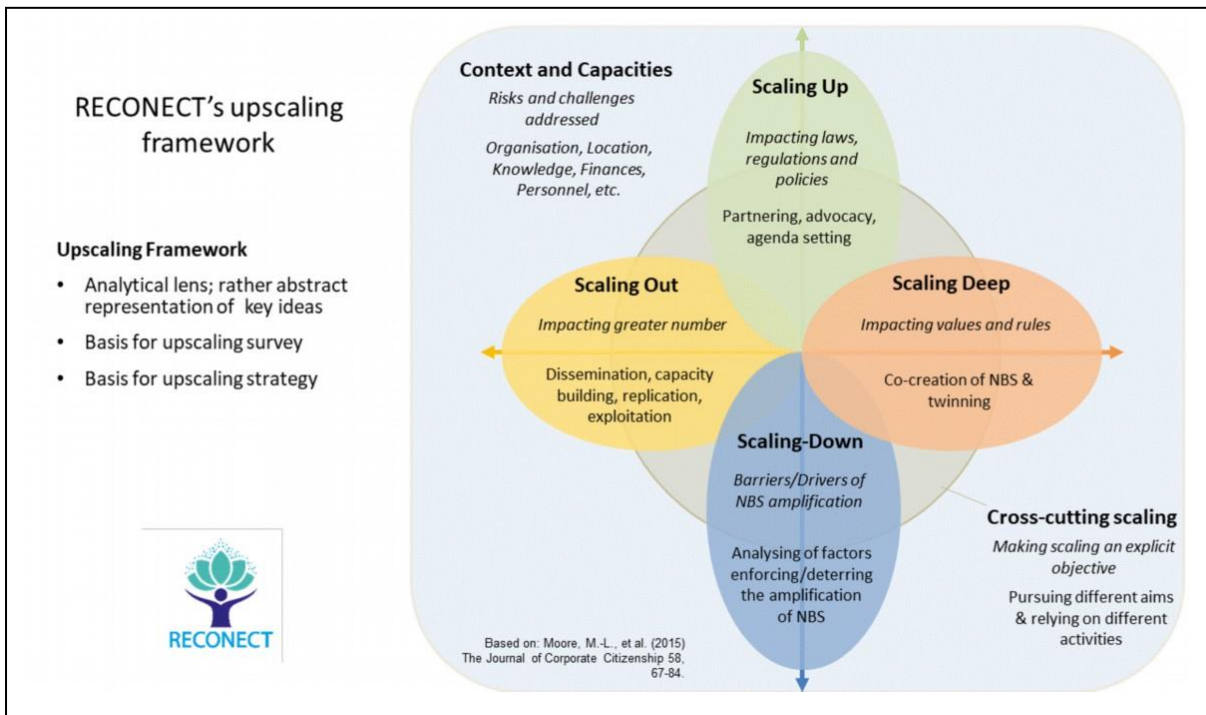 RECONECT's upscaling
framework
Upscaling Framework
• Analytical lens; rather abstract
representation of key ideas
• Basis for upscaling survey
• Basis for upscaling strategy
RECONECT
Context and Capacities
Risks and challenges
addressed
Organisation, Location,
Knowledge, Finances,
Personnel, etc.
Scaling Up
Impacting laws,
regulations and
policies
Partnering, advocacy,
agenda setting
Scaling Out
Impacting greater number
Dissemination, capacity
building, replication,
exploitation
Scaling Deep
Impacting values and rules
Co-creation of NBS &
twinning
Scaling-Down
Barriers/Drivers of
NBS amplification
Analysing of factors
enforcing/deterring
the amplification
of NBS
Cross-cutting scaling
Making scaling an explicit
objective
Pursuing different aims
& relying on different
activities
Based on: Moore, M.-L., et al. (2015)
The Journal of Corporate Citizenship 58,
67-84.